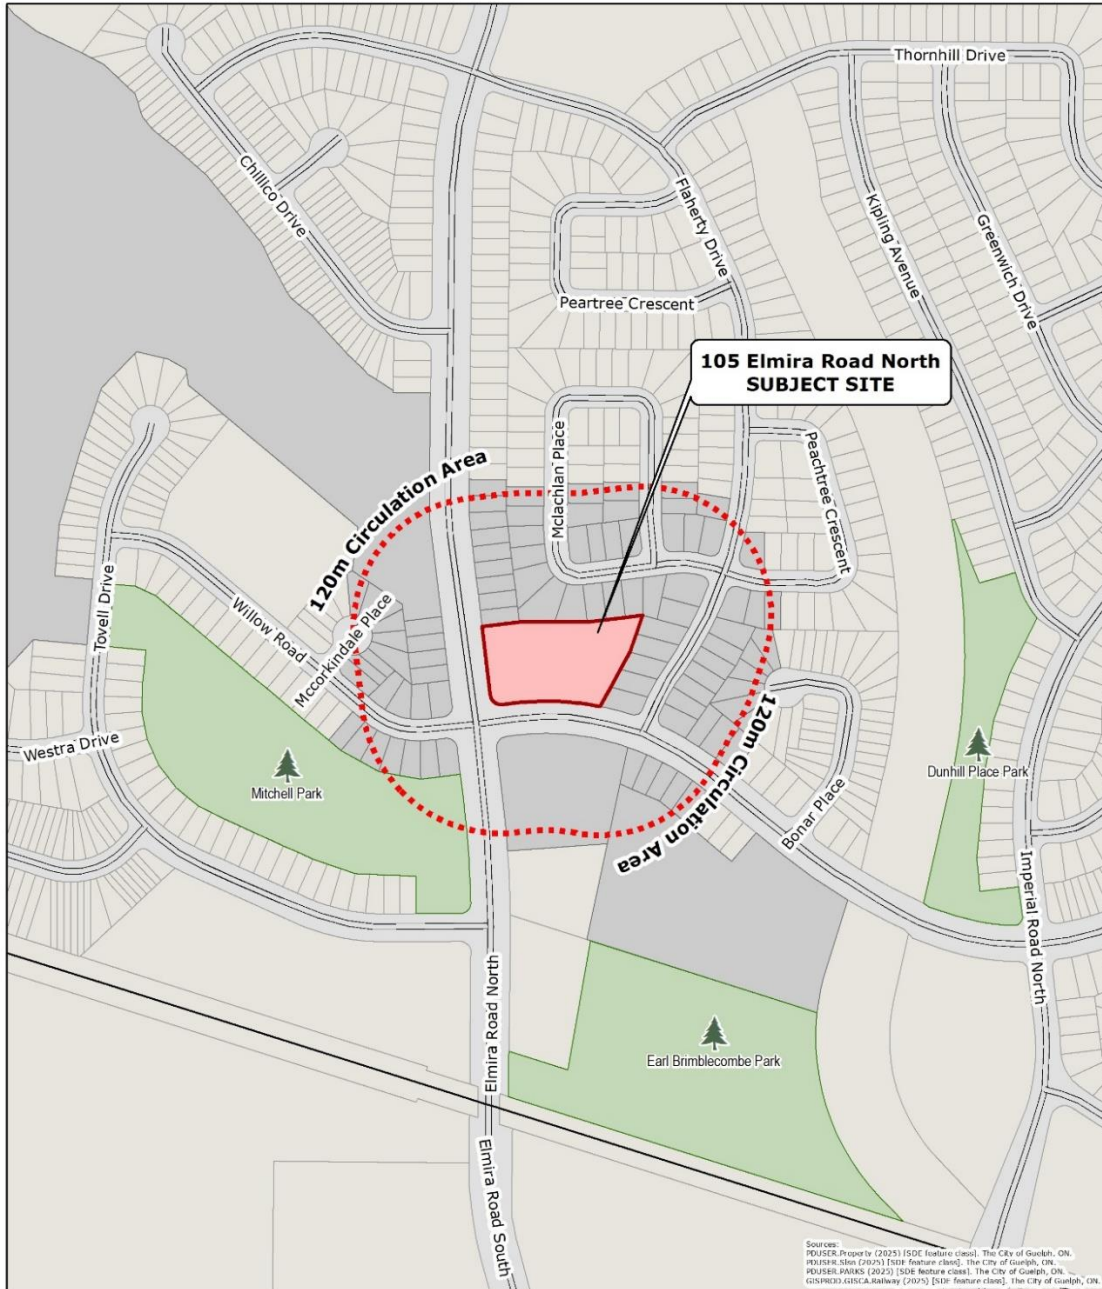 Thornhill Drive
Chillico Drive
Flaherty Drive
Kipling Avenue
Greenwich Drive
Peartree Crescent
105 Elmira Road North
SUBJECT SITE
Mclachlan Place
Peachtree Crescent
120m Circulation Area
Tovell Drive
Willow Road
Mccorkindale Place
Westra Drive
Mitchell Park
120m Circulation Area
Bonar Place
Dunhill Place Park
Imperial Road North
Elmira Road North
Earl Brimblecombe Park
Elmira Road South
Sources:
PDUSER.Property (2025) [SDE feature class]. The City of Guelph, ON.
PDUSER.Slsn (2025) [SDE feature class]. The City of Guelph, ON.
PDUSER.PARKS (2025) [SDE feature class]. The City of Guelph, ON.
GISPROD.GISCA.Railway (2025) [SDE feature class]. The City of Guelph, ON.